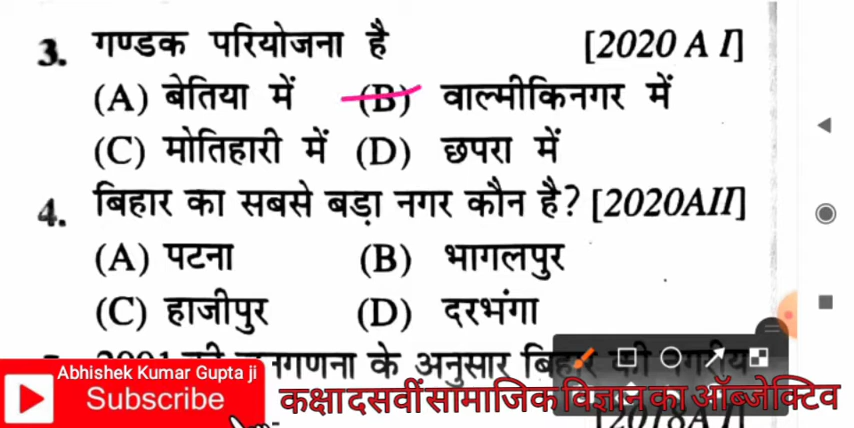 3. गण्डक परियोजना है [2020 A I]
(A) बेतिया में (B) वाल्मीकिनगर में
(C) मोतिहारी में (D) छपरा में
4. बिहार का सबसे बड़ा नगर कौन है? [2020AII]
(A) पटना (B) भागलपुर
(C) हाजीपुर (D) दरभंगा
के अनुसार
Abhishek Kumar Gupta ji
Subscribe
कक्षा दसवीं सामाजिक विज्ञान का ऑब्जेक्टिव